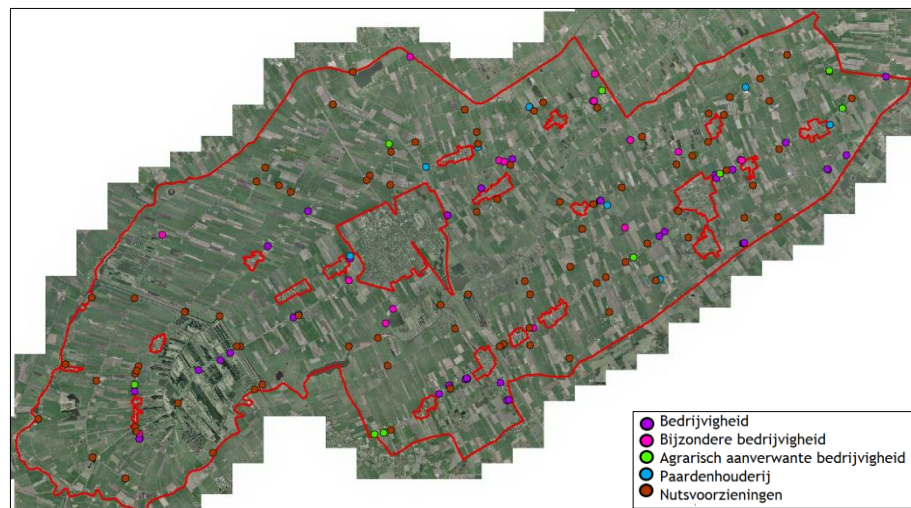 Bedrijvigheid
Bijzondere bedrijvigheid
Agrarisch aanverwante bedrijvigheid
Paardenhouderij
Nutsvoorzieningen